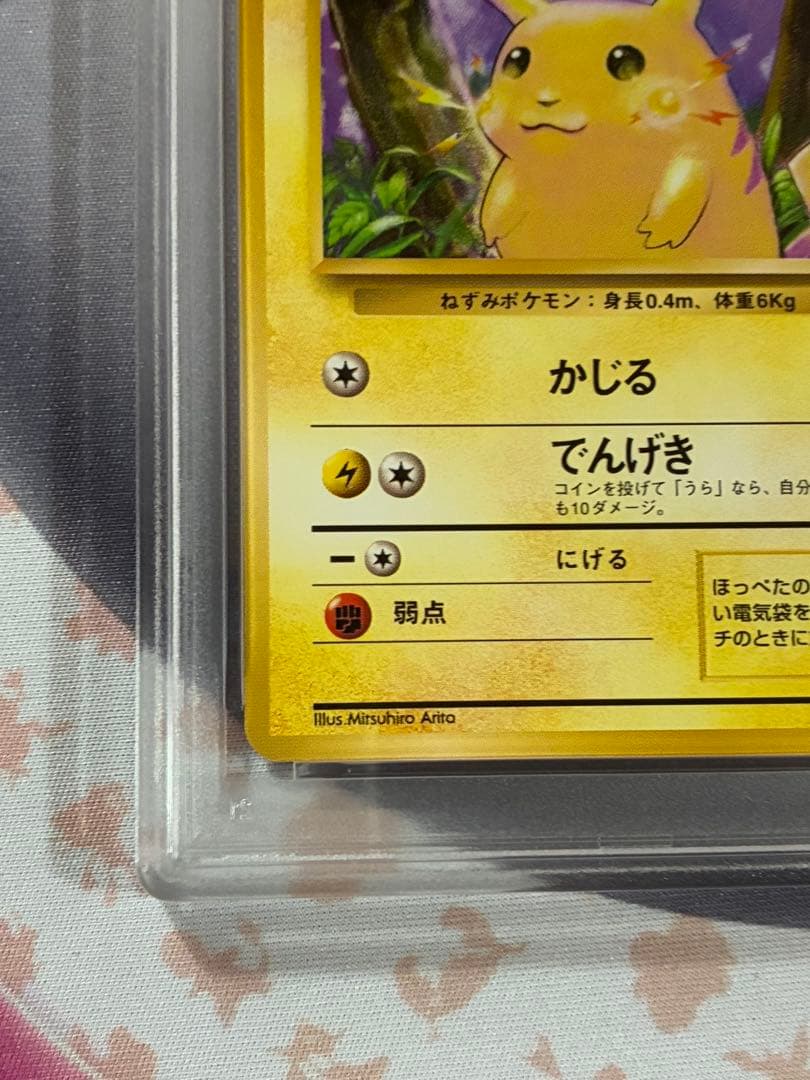 ねずみポケモン：身長0.4m、体重6Kg
かじる
でんげき
コインを投げて「うら」なら、自分
も10ダメージ。
にげる
弱点
ほっぺたの
い電気袋を
チのときに
Illus.Mitsuhiro Arita